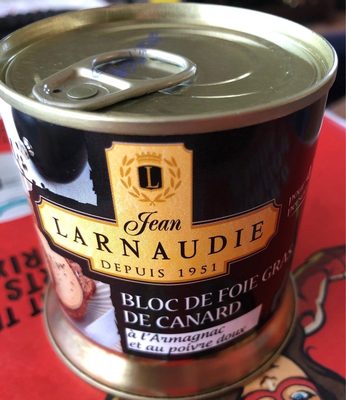 L
Jean
LARNAUDIE
DEPUIS 1951
BLOC DE FOIE GRAS
DE CANARD
à l'Armagnac
et au poivre doux